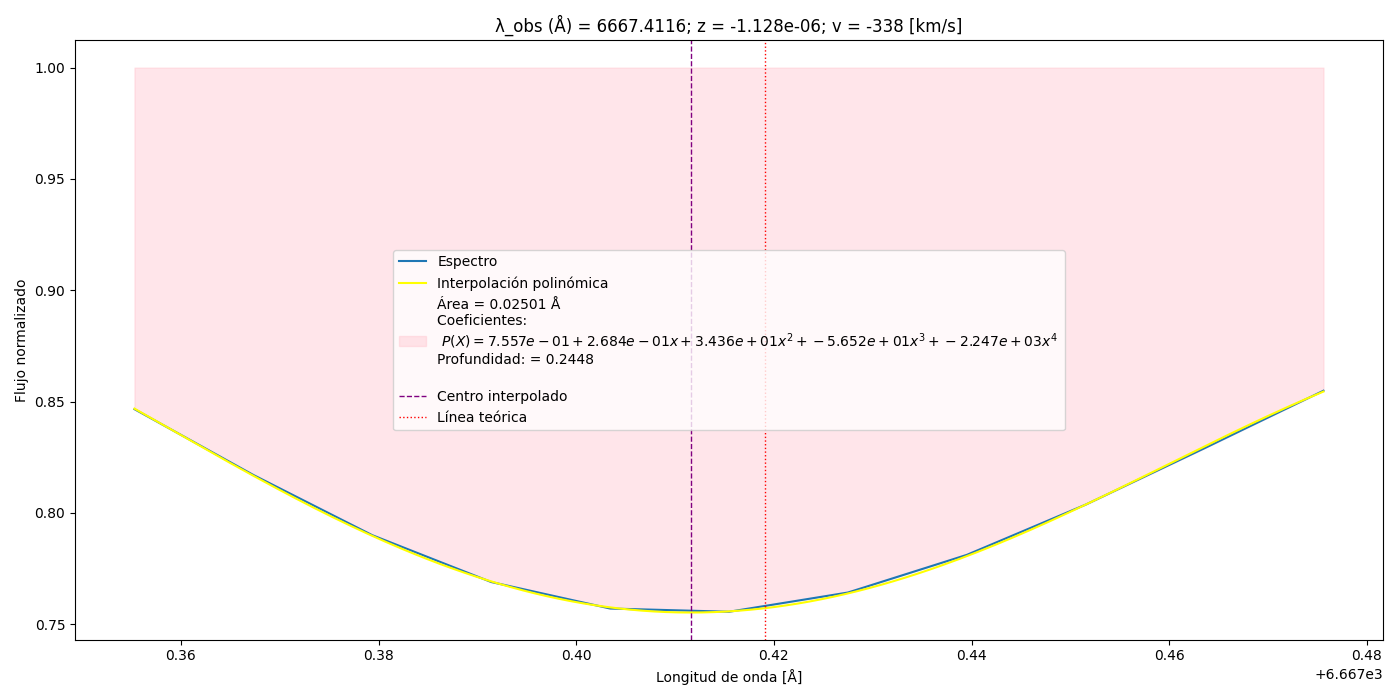 λ_obs (Å) = 6667.4116; z = -1.128e-06; v = -338 [km/s]
Flujo normalizado
1.00
0.95
0.90
0.85
0.80
0.75
Espectro
Interpolación polinómica
Área = 0.02501 Å
Coeficientes:
P(X) = 7.557e − 01 + 2.684e − 01x + 3.436e + 01x² + −5.652e + 01x³ + −2.247e + 03x⁴
Profundidad: = 0.2448
Centro interpolado
Línea teórica
0.36 0.38 0.40 0.42 0.44 0.46 0.48
+6.667e3
Longitud de onda [Å]